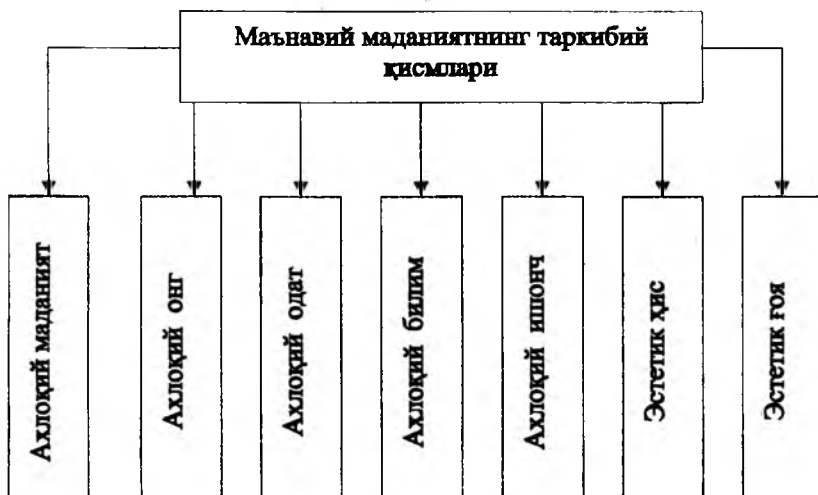 Маънавий маданиятнинг таркибий
қисмлари
Ахлоқий маданият
Ахлоқий онг
Ахлоқий одат
Ахлоқий билим
Ахлоқий ишонч
Эстетик ҳис
Эстетик ғоя